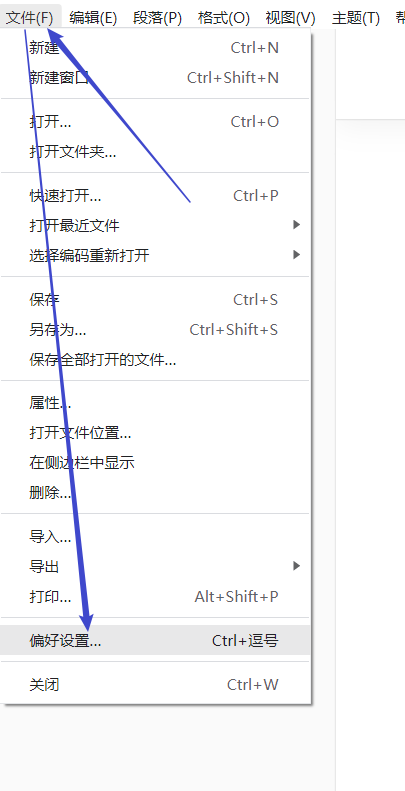 文件(F) 编辑(E) 段落(P) 格式(O) 视图(V) 主题(T)
新建 Ctrl+N
新建窗口 Ctrl+Shift+N
打开... Ctrl+O
打开文件夹...
快速打开... Ctrl+P
打开最近文件
选择编码重新打开
保存 Ctrl+S
另存为... Ctrl+Shift+S
保存全部打开的文件...
属性...
打开文件位置...
在侧边栏中显示
删除...
导入...
导出
打印... Alt+Shift+P
偏好设置... Ctrl+逗号
关闭 Ctrl+W